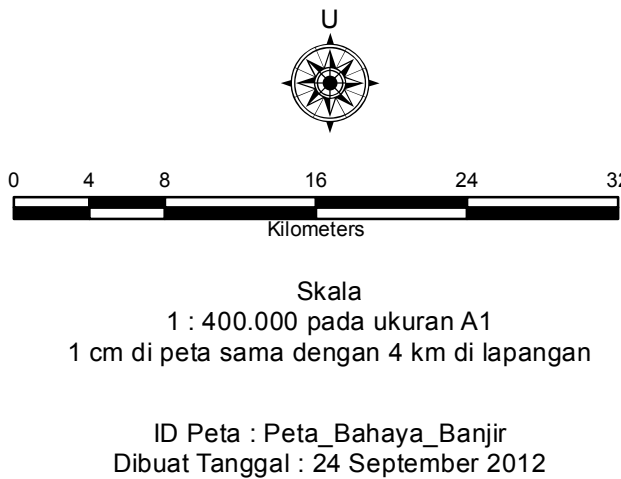 U
0 4 8 16 24 32
Kilometers
Skala
1 : 400.000 pada ukuran A1
1 cm di peta sama dengan 4 km di lapangan
ID Peta : Peta_Bahaya_Banjir
Dibuat Tanggal : 24 September 2012